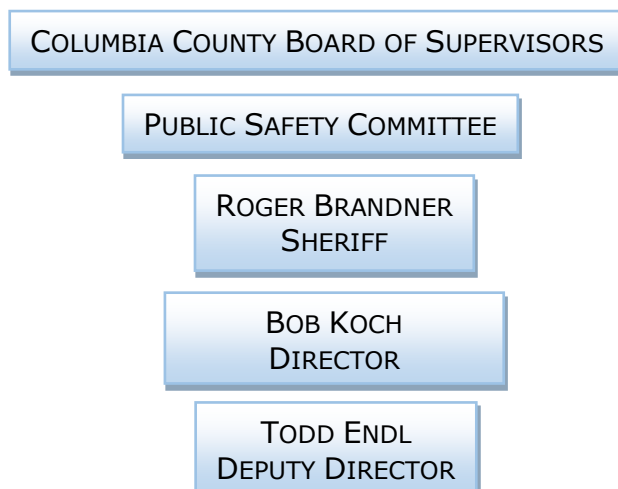 COLUMBIA COUNTY BOARD OF SUPERVISORS
PUBLIC SAFETY COMMITTEE
ROGER BRANDNER
SHERIFF
BOB KOCH
DIRECTOR
TODD ENDL
DEPUTY DIRECTOR